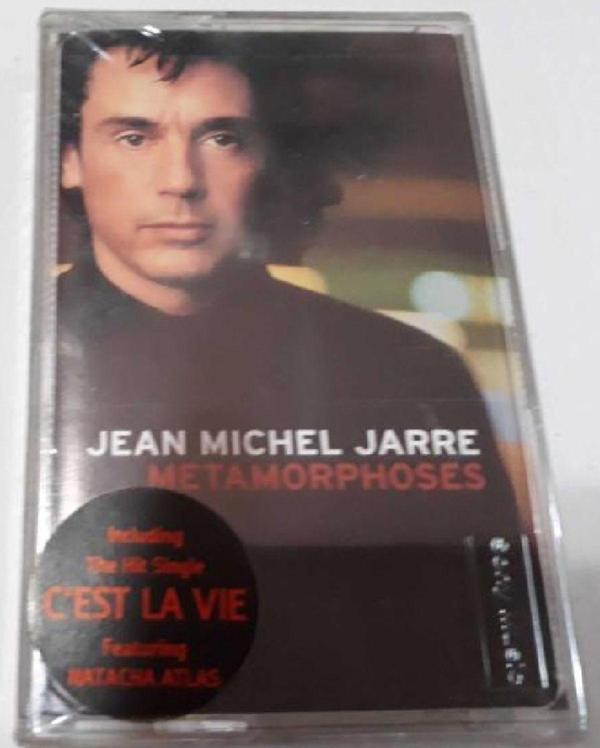 JEAN MICHEL JARRE
METAMORPHOSES
Including
The Hit Single
C'EST LA VIE
Featuring
NATACHA ATLAS